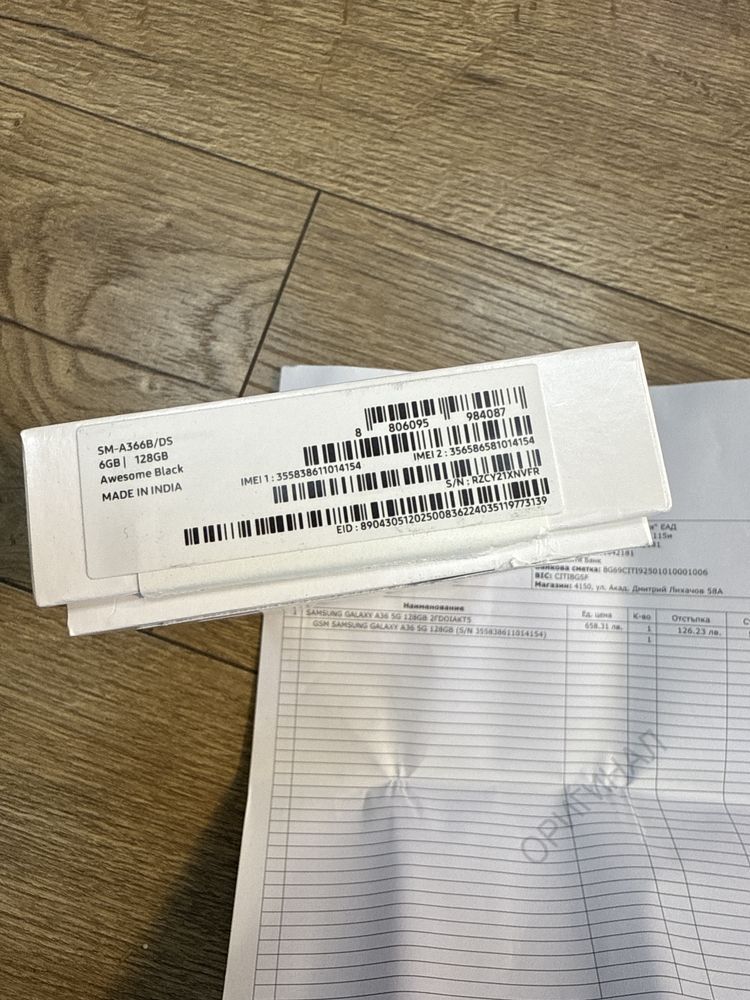 SM-A366B/DS
6GB | 128GB
Awesome Black
MADE IN INDIA
8 806095 984087
IMEI 1 : 355838611014154
IMEI 2 : 356586581014154
S/N : RZCY21XNVFR
EID : 89043051202500836224035119773139
" ЕАД
115и
Банк
Банкова сметка: BG69CITI92501010001006
BIC: CITIBGSF
Магазин: 4150, ул. Акад. Дмитрий Лихачов 58А
Наименование Ед. цена К-во Отстъпка
1 SAMSUNG GALAXY A36 5G 128GB 2ГDOIAKT5 658.31 лв. 1 126.23 лв.
GSM SAMSUNG GALAXY A36 5G 128GB (S/N 355838611014154) 1
ОРИГИНАЛ